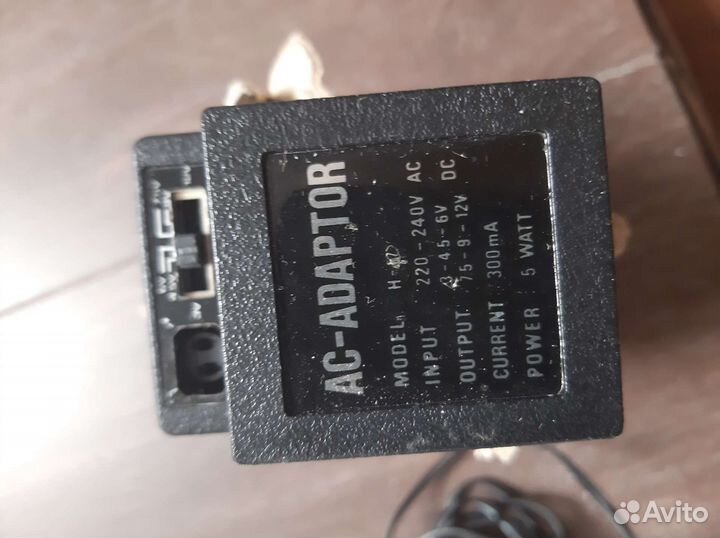 AC-ADAPTOR
MODEL H
INPUT 220-240V AC
3-4.5-6V
OUTPUT 7.5-9-12V DC
CURRENT 300mA
POWER 5 WATT
3V
Avito